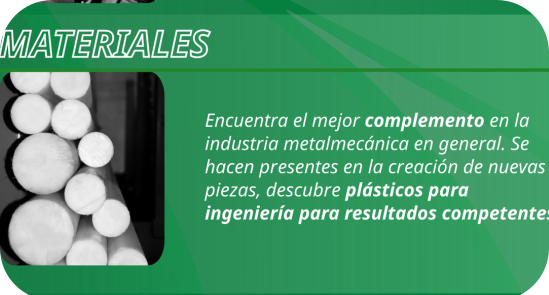 MATERIALES
Encuentra el mejor complemento en la
industria metalmecánica en general. Se
hacen presentes en la creación de nuevas
piezas, descubre plásticos para
ingeniería para resultados competentes